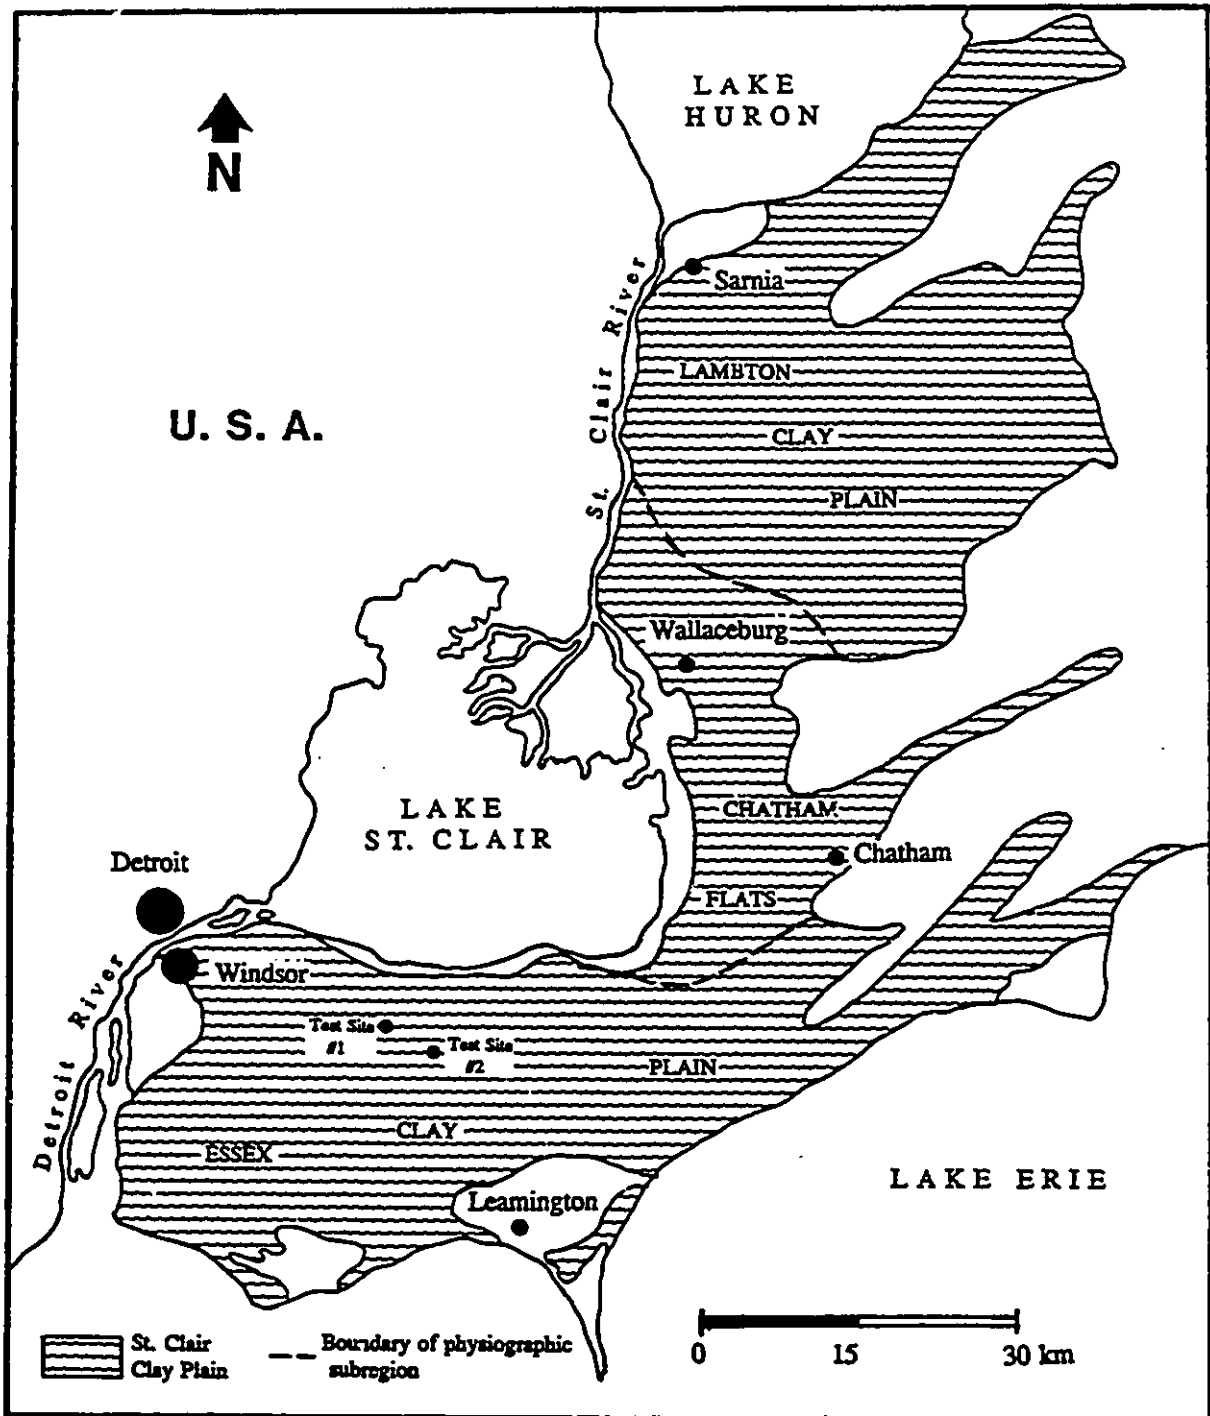 LAKE
HURON
N
Sarnia
St. Clair River
LAMBTON
U. S. A.
CLAY
PLAIN
Wallaceburg
LAKE
ST. CLAIR
CHATHAM
Chatham
Detroit
FLATS
Windsor
Detroit River
Test Site
#1
Test Site
#2
PLAIN
CLAY
ESSEX
LAKE ERIE
Leamington
St. Clair
Clay Plain
Boundary of physiographic
subregion
0 15 30 km